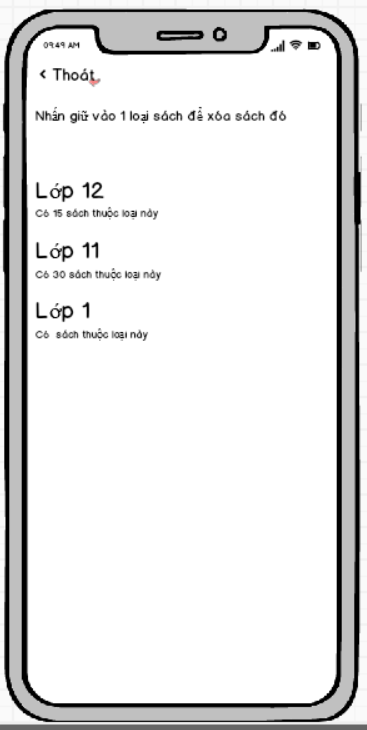 09:49 AM
< Thoát
Nhấn giữ vào 1 loại sách để xóa sách đó
Lớp 12
Có 15 sách thuộc loại này
Lớp 11
Có 30 sách thuộc loại này
Lớp 1
Có sách thuộc loại này